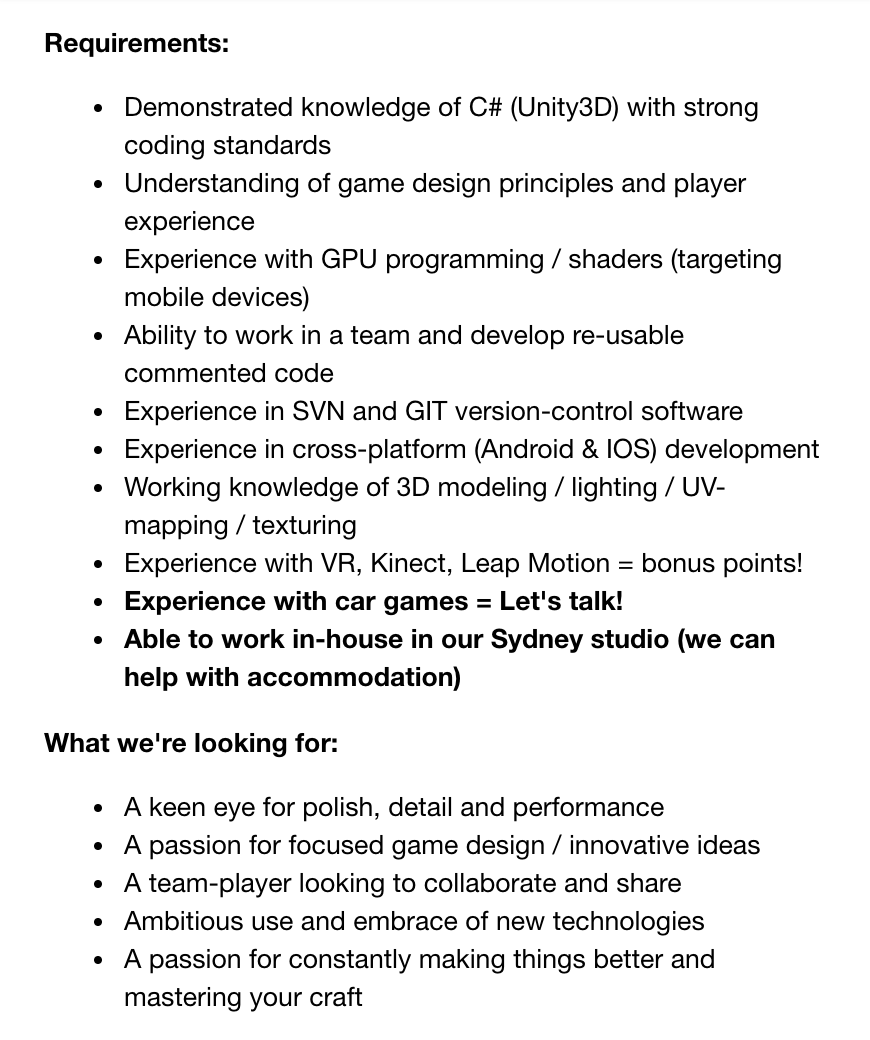 Requirements:
• Demonstrated knowledge of C# (Unity3D) with strong
coding standards
• Understanding of game design principles and player
experience
• Experience with GPU programming / shaders (targeting
mobile devices)
• Ability to work in a team and develop re-usable
commented code
• Experience in SVN and GIT version-control software
• Experience in cross-platform (Android & IOS) development
• Working knowledge of 3D modeling / lighting / UV-
mapping / texturing
• Experience with VR, Kinect, Leap Motion = bonus points!
• Experience with car games = Let's talk!
• Able to work in-house in our Sydney studio (we can
help with accommodation)
What we're looking for:
• A keen eye for polish, detail and performance
• A passion for focused game design / innovative ideas
• A team-player looking to collaborate and share
• Ambitious use and embrace of new technologies
• A passion for constantly making things better and
mastering your craft